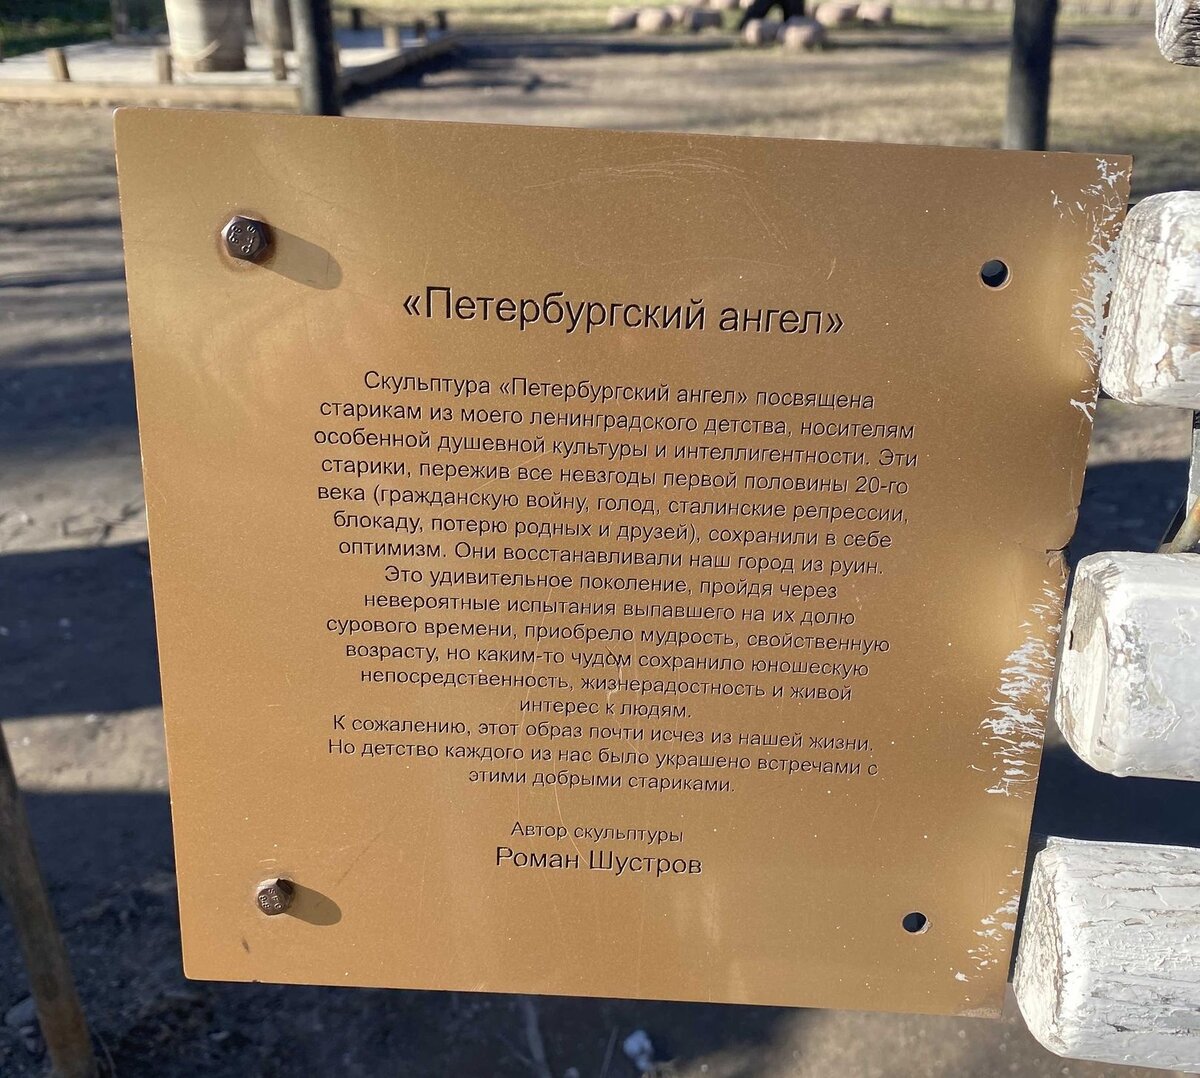 «Петербургский ангел»
Скульптура «Петербургский ангел» посвящена
старикам из моего ленинградского детства, носителям
особенной душевной культуры и интеллигентности. Эти
старики, пережив все невзгоды первой половины 20-го
века (гражданскую войну, голод, сталинские репрессии,
блокаду, потерю родных и друзей), сохранили в себе
оптимизм. Они восстанавливали наш город из руин.
Это удивительное поколение, пройдя через
невероятные испытания выпавшего на их долю
сурового времени, приобрело мудрость, свойственную
возрасту, но каким-то чудом сохранило юношескую
непосредственность, жизнерадостность и живой
интерес к людям.
К сожалению, этот образ почти исчез из нашей жизни.
Но детство каждого из нас было украшено встречами с
этими добрыми стариками.
Автор скульптуры
Роман Шустров